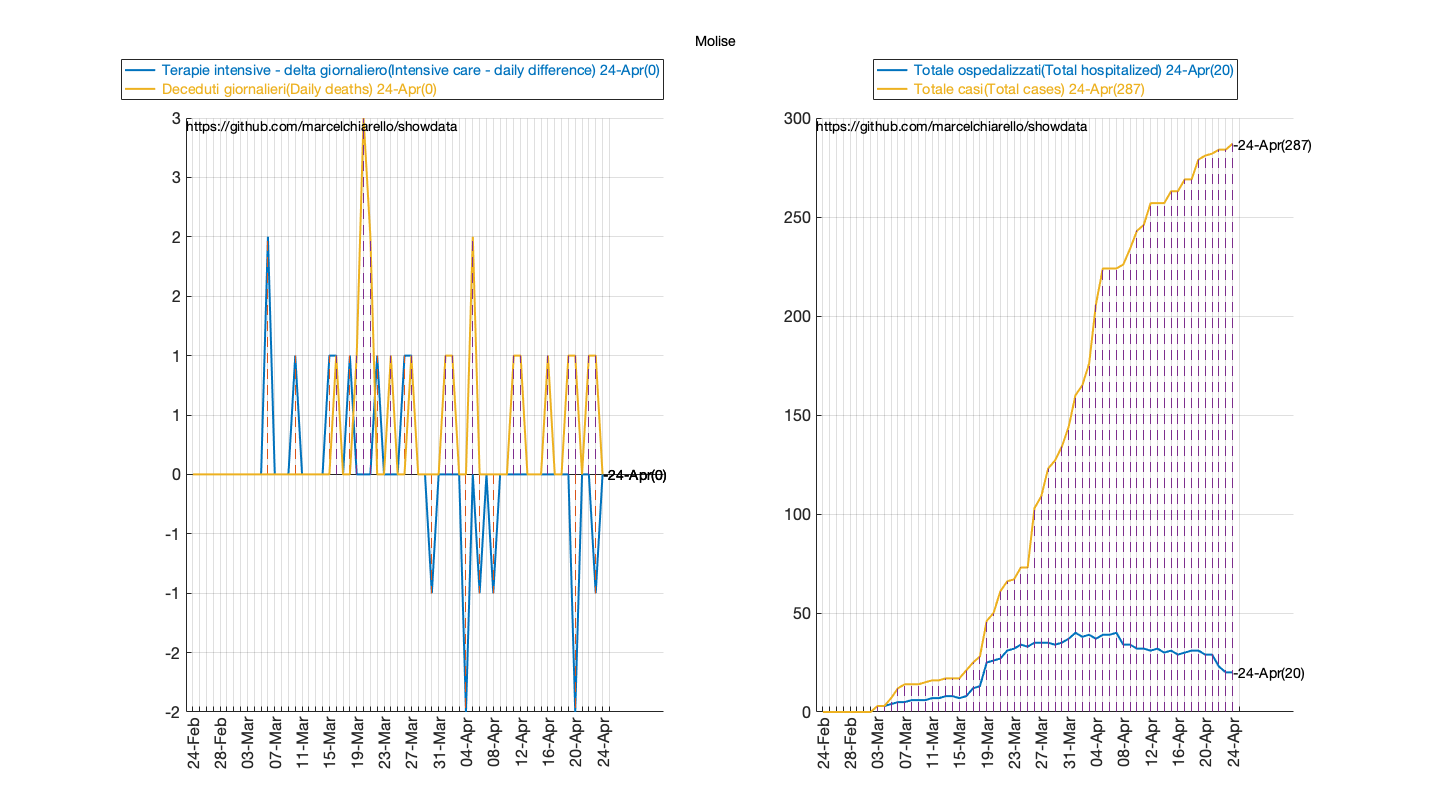 Molise
Terapie intensive - delta giornaliero(Intensive care - daily difference) 24-Apr(0)
Deceduti giornalieri(Daily deaths) 24-Apr(0)
https://github.com/marcelchiarello/showdata
3
3
2
2
1
1
0
-1
-1
-2
-2
24-Apr(0)
24-Feb
28-Feb
03-Mar
07-Mar
11-Mar
15-Mar
19-Mar
23-Mar
27-Mar
31-Mar
04-Apr
08-Apr
12-Apr
16-Apr
20-Apr
24-Apr
Totale ospedalizzati(Total hospitalized) 24-Apr(20)
Totale casi(Total cases) 24-Apr(287)
https://github.com/marcelchiarello/showdata
300
250
200
150
100
50
0
24-Apr(287)
24-Apr(20)
24-Feb
28-Feb
03-Mar
07-Mar
11-Mar
15-Mar
19-Mar
23-Mar
27-Mar
31-Mar
04-Apr
08-Apr
12-Apr
16-Apr
20-Apr
24-Apr